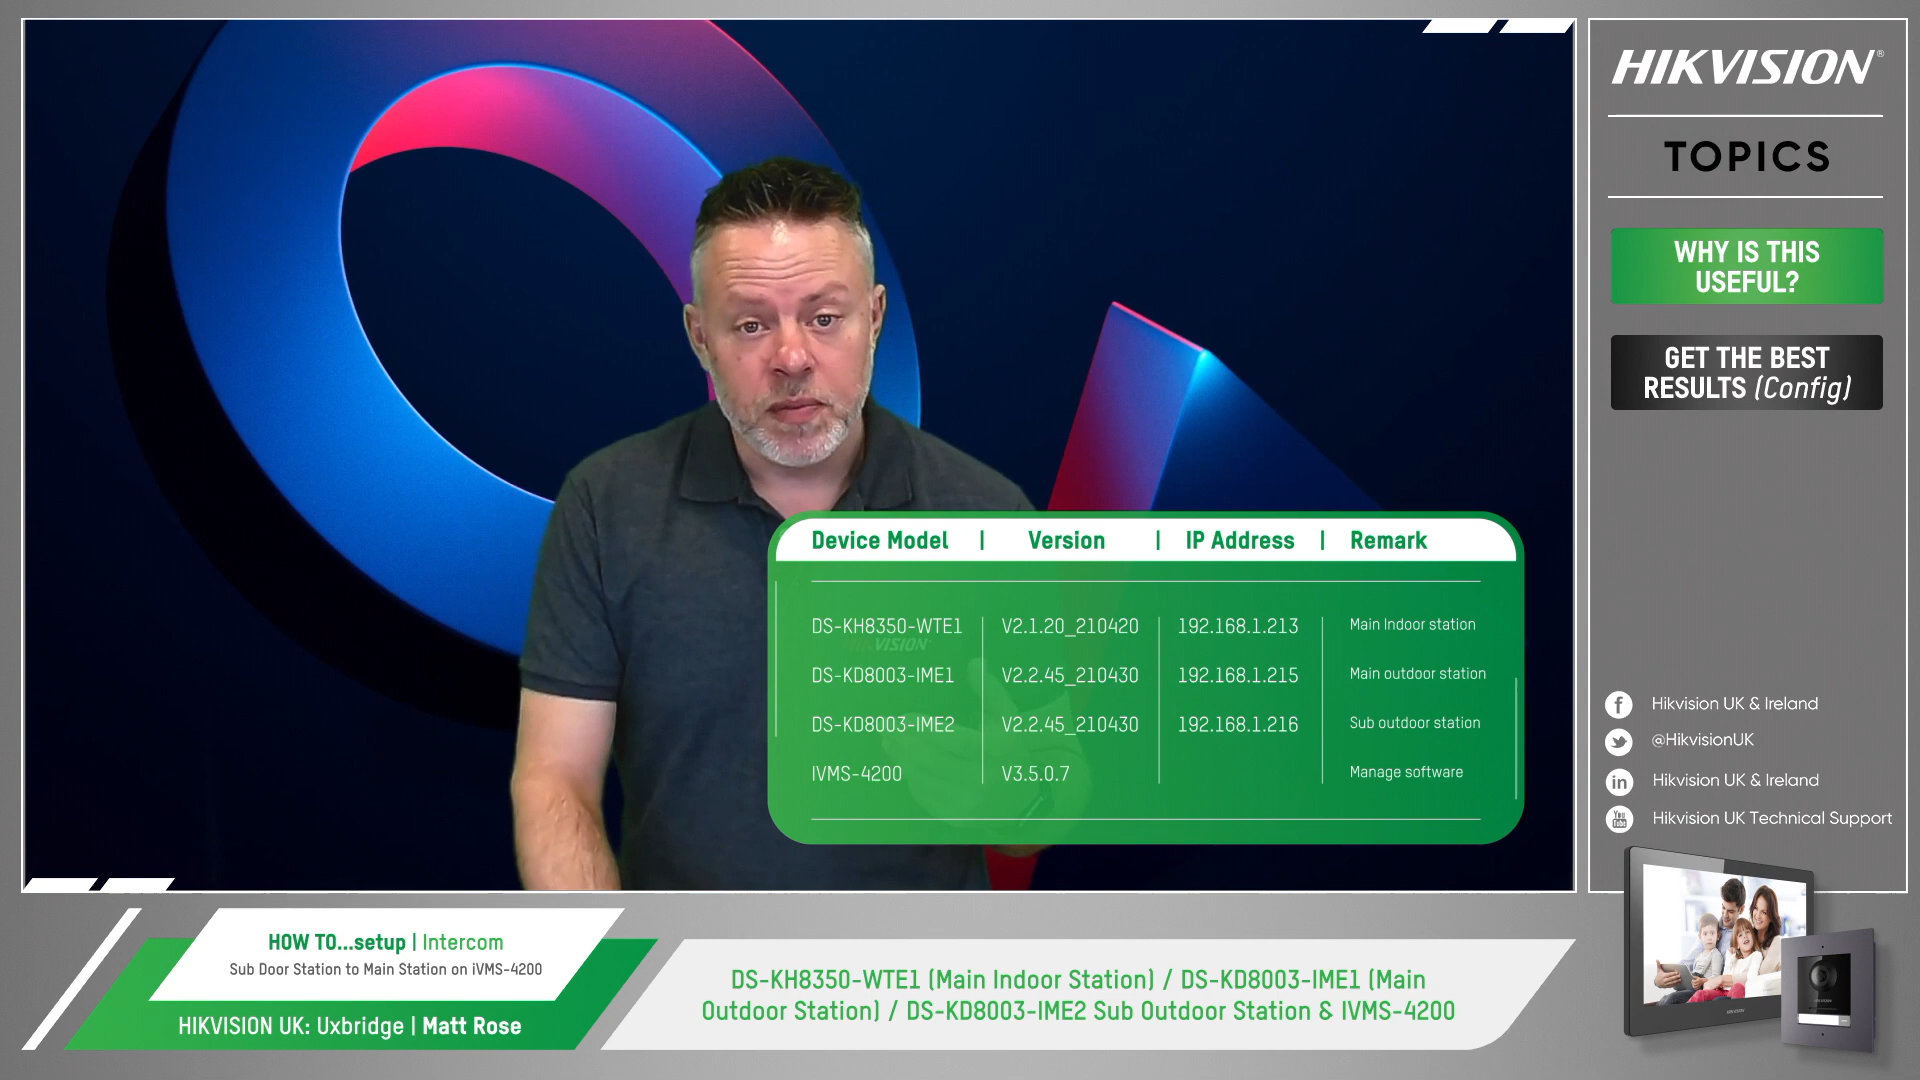 HIKVISION®
TOPICS
WHY IS THIS
USEFUL?
GET THE BEST
RESULTS (Config)
Device Model | Version | IP Address | Remark
DS-KH8350-WTE1 V2.1.20_210420 192.168.1.213 Main Indoor station
HIKVISION
DS-KD8003-IME1 V2.2.45_210430 192.168.1.215 Main outdoor station
DS-KD8003-IME2 V2.2.45_210430 192.168.1.216 Sub outdoor station
IVMS-4200 V3.5.0.7 Manage software
Hikvision UK & Ireland
@HikvisionUK
Hikvision UK & Ireland
You Tube Hikvision UK Technical Support
HOW TO...setup | Intercom
Sub Door Station to Main Station on iVMS-4200
HIKVISION UK: Uxbridge | Matt Rose
DS-KH8350-WTE1 (Main Indoor Station) / DS-KD8003-IME1 (Main
Outdoor Station) / DS-KD8003-IME2 Sub Outdoor Station & IVMS-4200
HIKVISION
HIKVISION